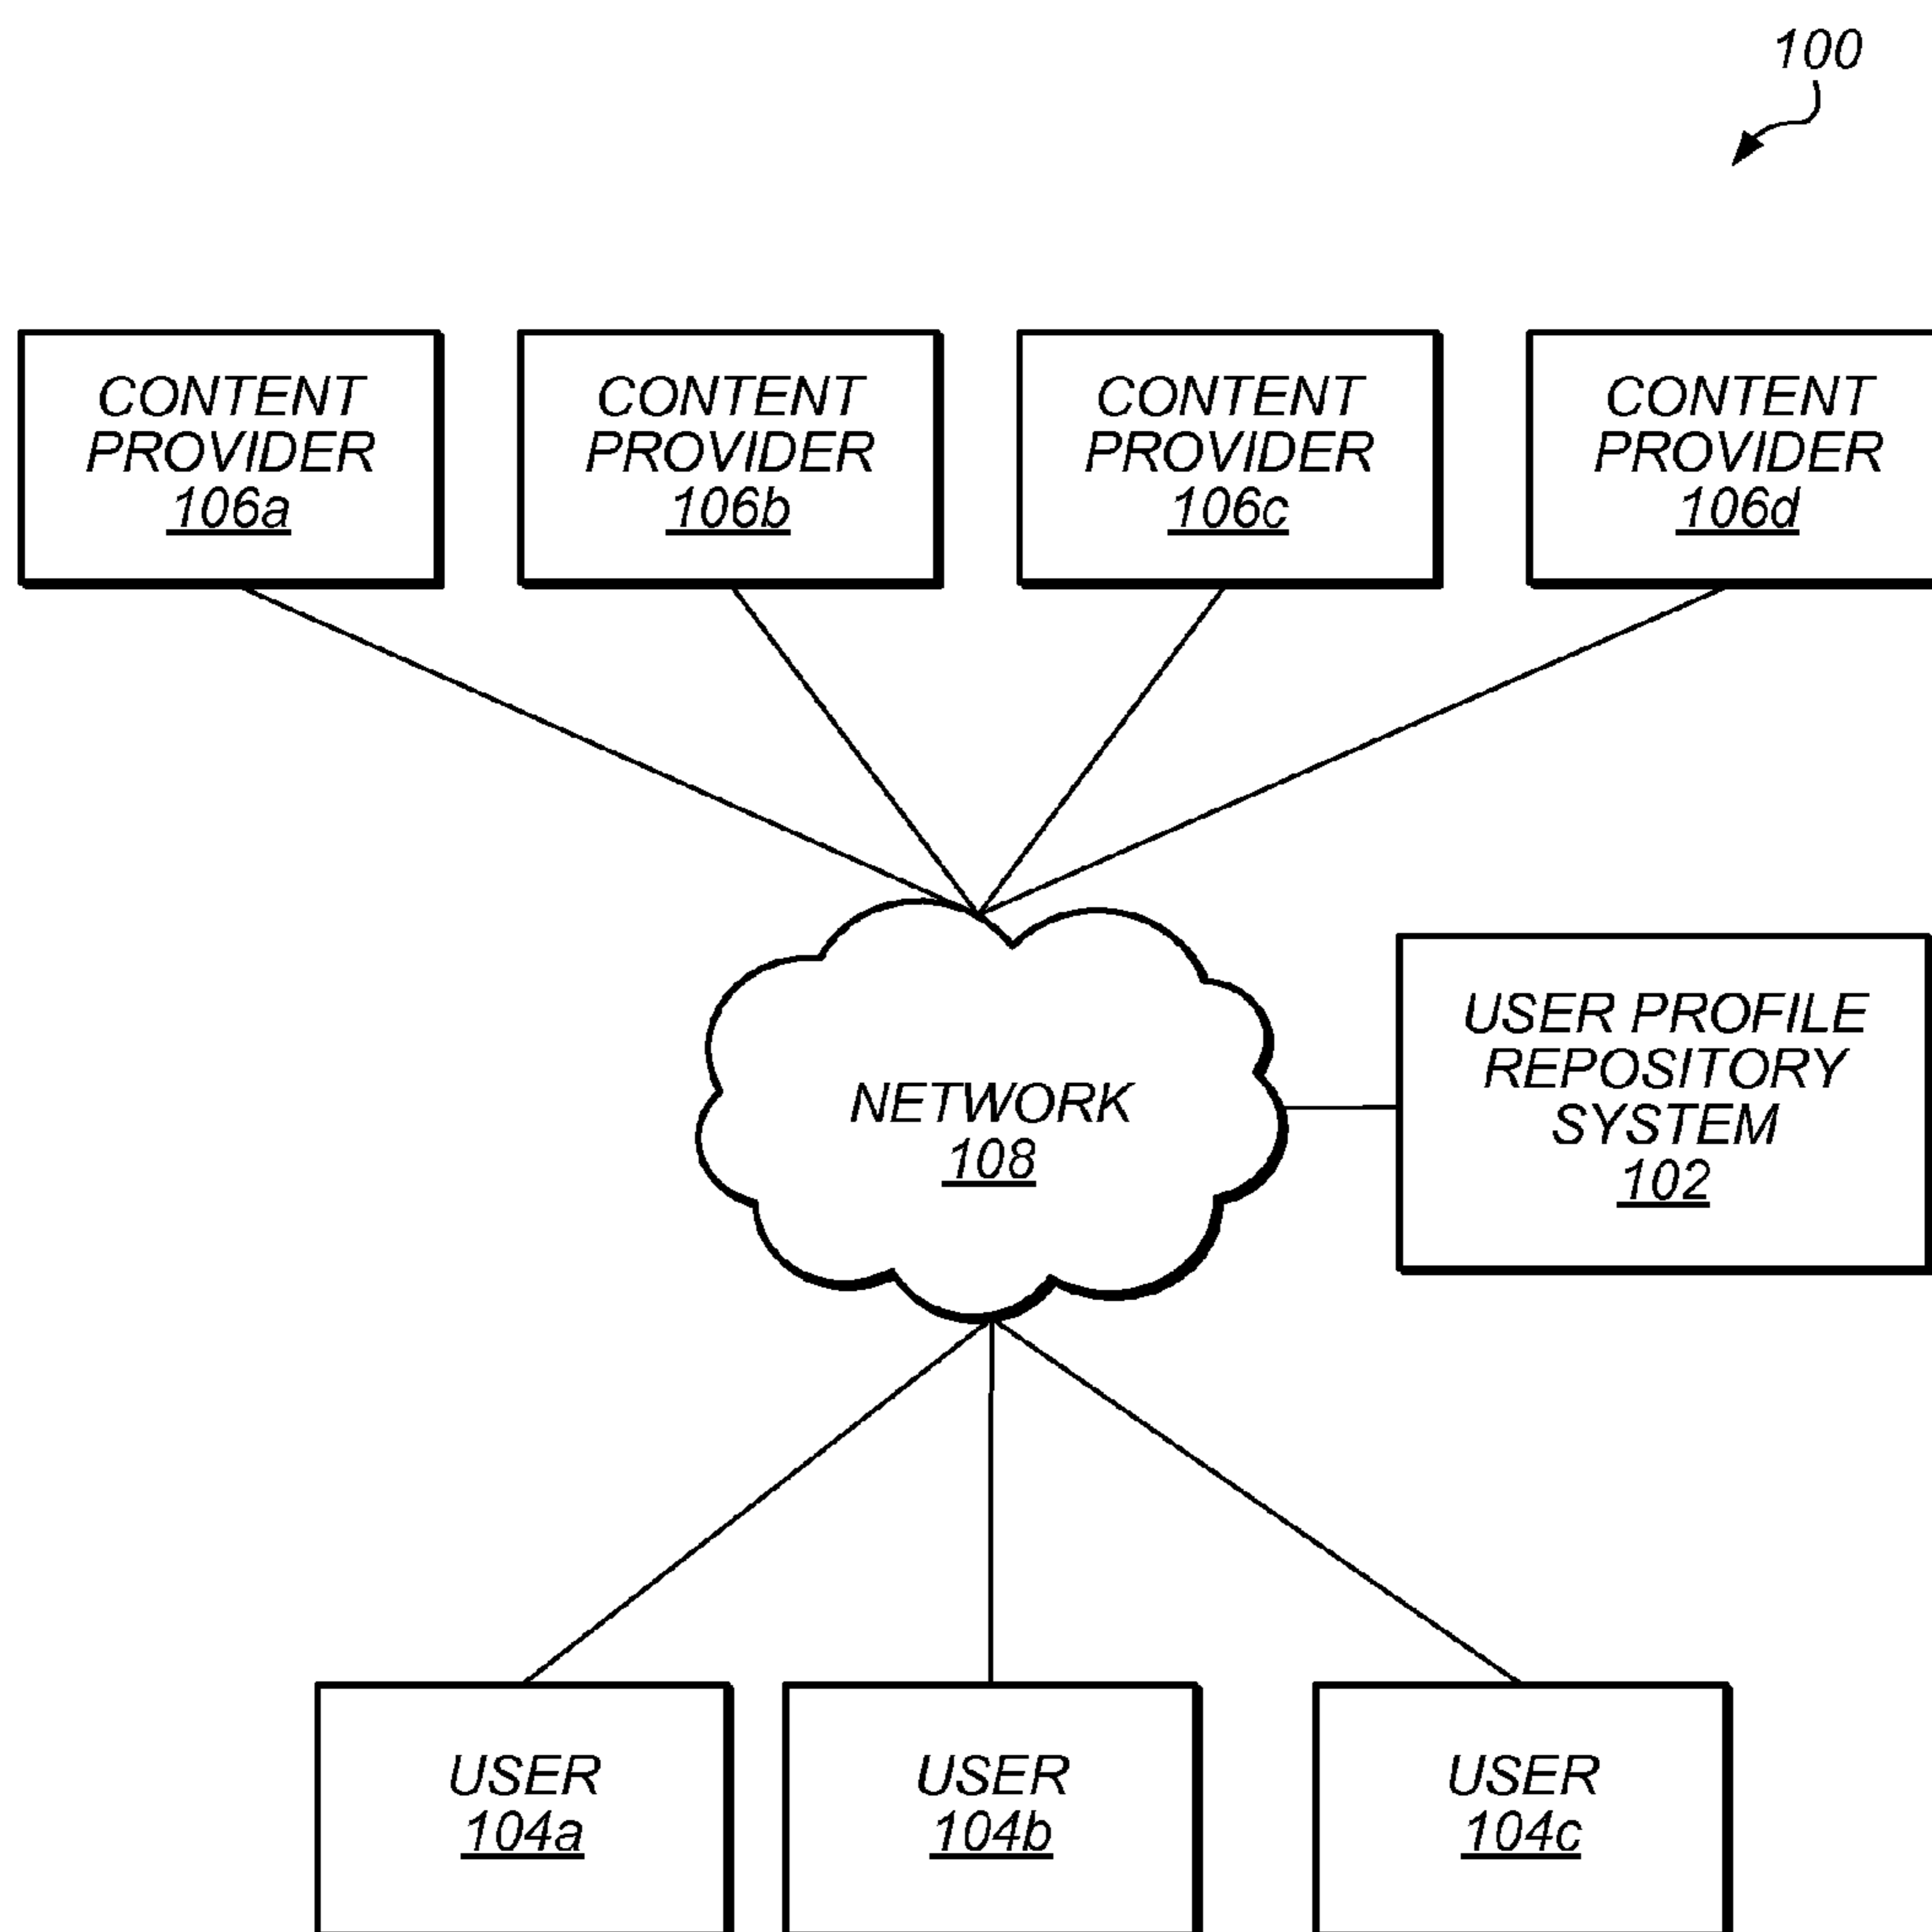 100
CONTENT
PROVIDER
106a
CONTENT
PROVIDER
106b
CONTENT
PROVIDER
106c
CONTENT
PROVIDER
106d
NETWORK
108
USER PROFILE
REPOSITORY
SYSTEM
102
USER
104a
USER
104b
USER
104c